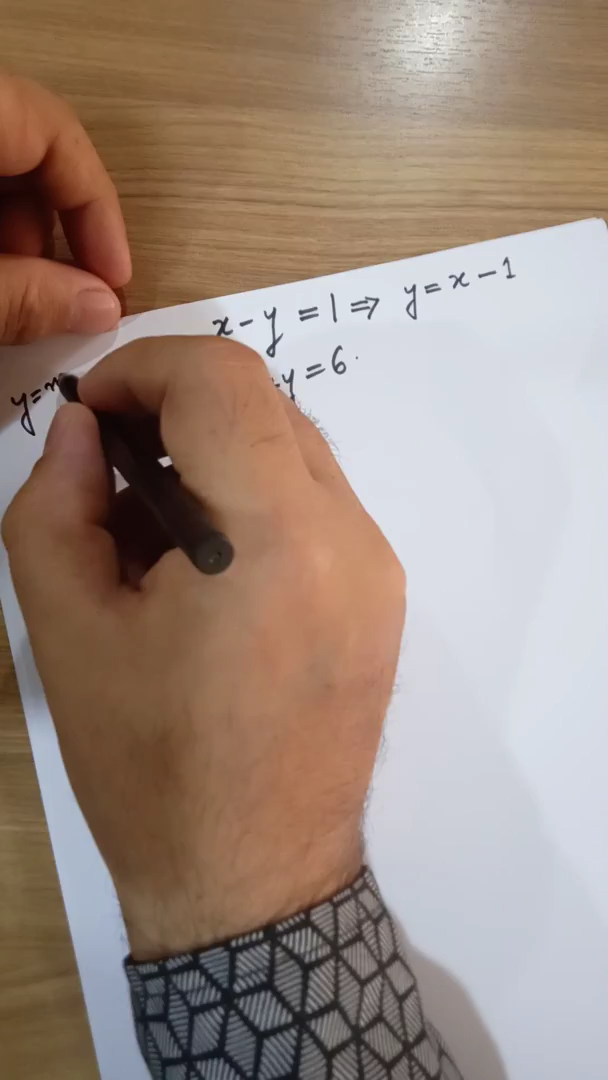 x - y = 1 ⇒ y = x - 1
y = 6.
y =